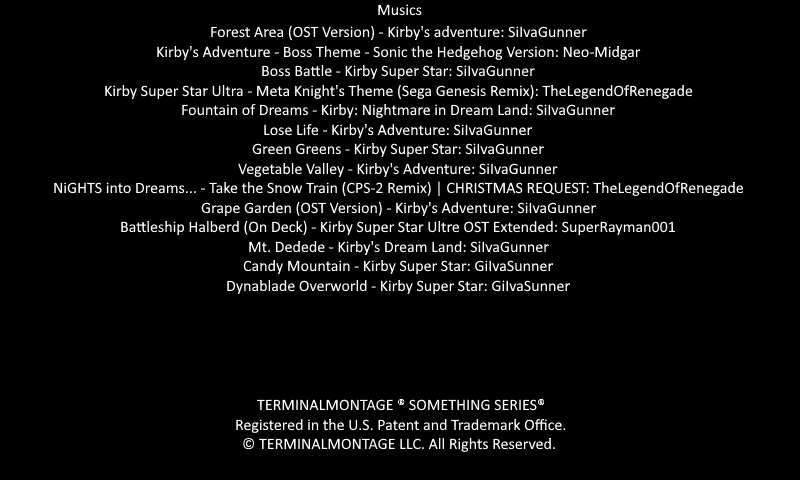 Musics
Forest Area (OST Version) - Kirby's adventure: SiIvaGunner
Kirby's Adventure - Boss Theme - Sonic the Hedgehog Version: Neo-Midgar
Boss Battle - Kirby Super Star: SiIvaGunner
Kirby Super Star Ultra - Meta Knight's Theme (Sega Genesis Remix): TheLegendOfRenegade
Fountain of Dreams - Kirby: Nightmare in Dream Land: SiIvaGunner
Lose Life - Kirby's Adventure: SiIvaGunner
Green Greens - Kirby Super Star: SiIvaGunner
Vegetable Valley - Kirby's Adventure: SiIvaGunner
NiGHTS into Dreams... - Take the Snow Train (CPS-2 Remix) | CHRISTMAS REQUEST: TheLegendOfRenegade
Grape Garden (OST Version) - Kirby's Adventure: SiIvaGunner
Battleship Halberd (On Deck) - Kirby Super Star Ultre OST Extended: SuperRayman001
Mt. Dedede - Kirby's Dream Land: SiIvaGunner
Candy Mountain - Kirby Super Star: GiIvaSunner
Dynablade Overworld - Kirby Super Star: GiIvaSunner
TERMINALMONTAGE ® SOMETHING SERIES®
Registered in the U.S. Patent and Trademark Office.
© TERMINALMONTAGE LLC. All Rights Reserved.